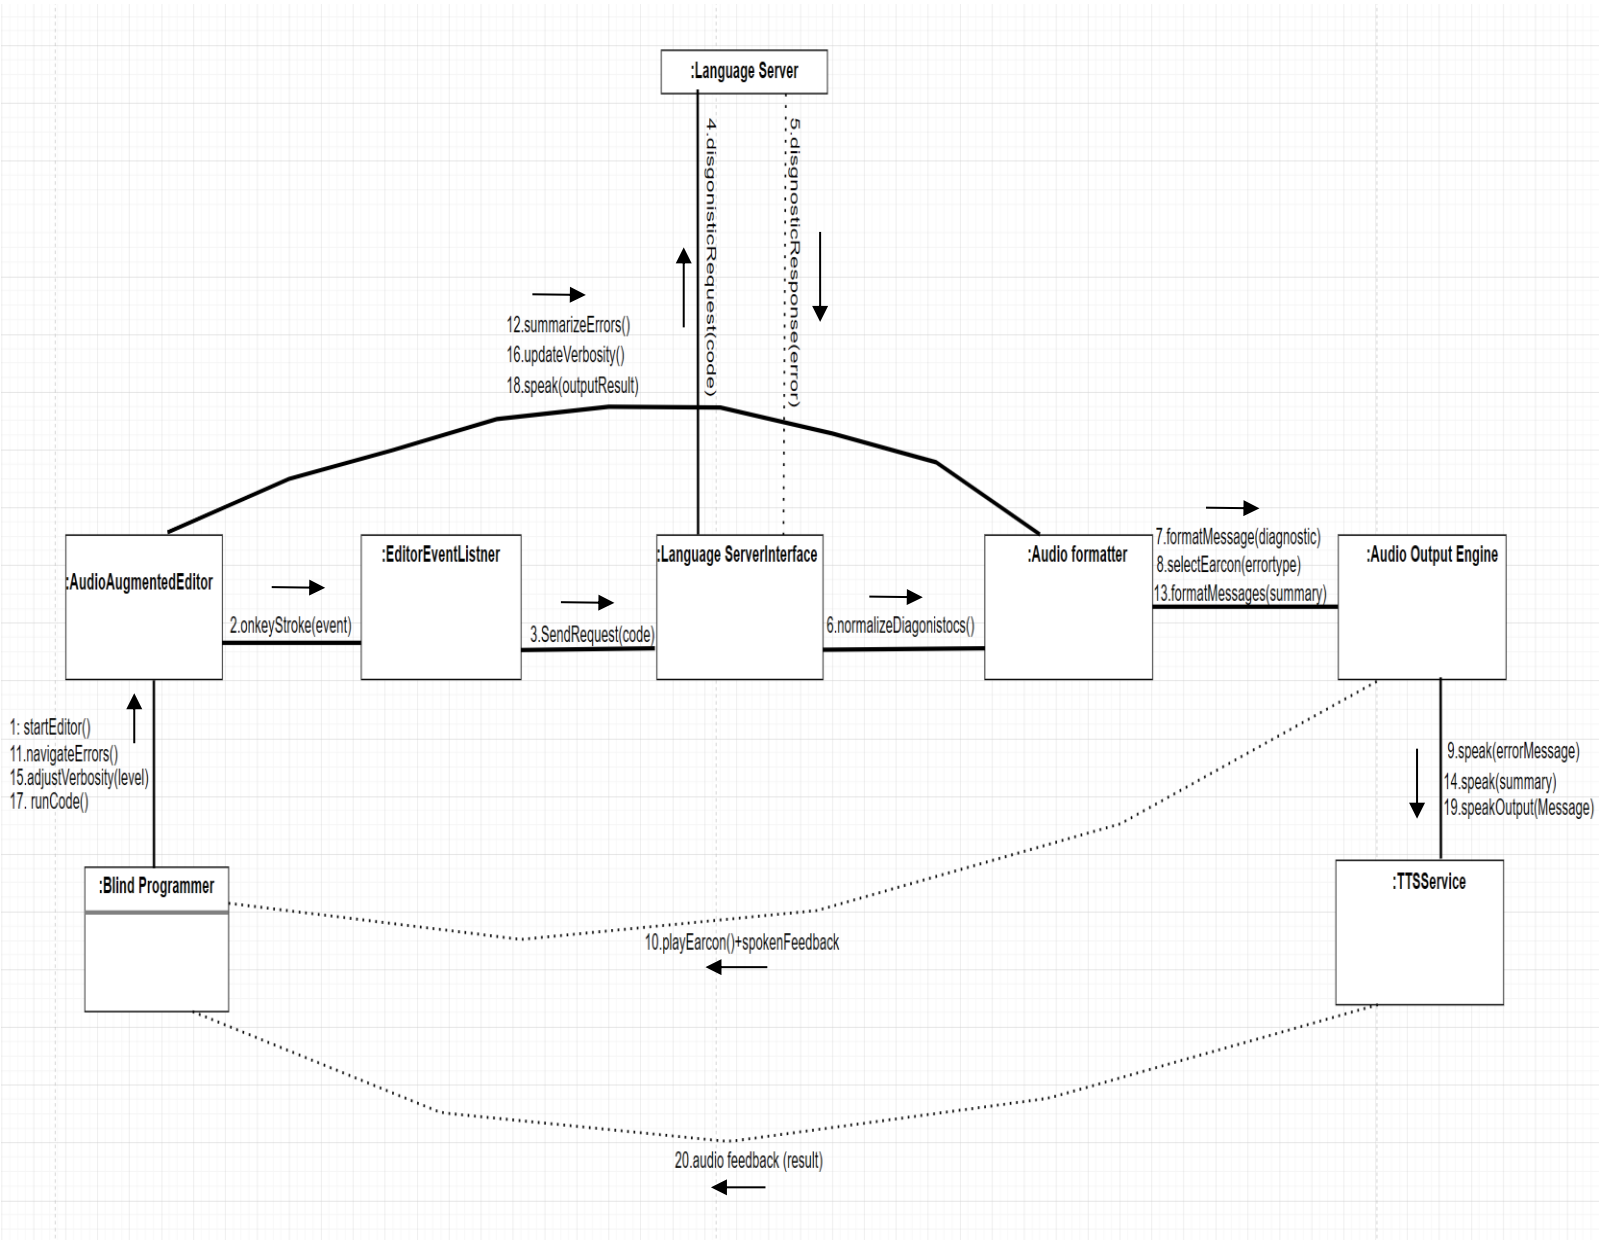 :Language Server
4.disgonisticRequest(code)
5.disgnosticResponse(error)
12.summarizeErrors()
16.updateVerbosity()
18.speak(outputResult)
:AudioAugmentedEditor
2.onkeyStroke(event)
:EditorEventListner
3.SendRequest(code)
:Language ServerInterface
6.normalizeDiagonistocs()
:Audio formatter
7.formatMessage(diagnostic)
8.selectEarcon(errortype)
13.formatMessages(summary)
:Audio Output Engine
1: startEditor()
11.navigateErrors()
15.adjustVerbosity(level)
17. runCode()
9.speak(errorMessage)
14.speak(summary)
19.speakOutput(Message)
:Blind Programmer
:TTSService
10.playEarcon()+spokenFeedback
20.audio feedback (result)